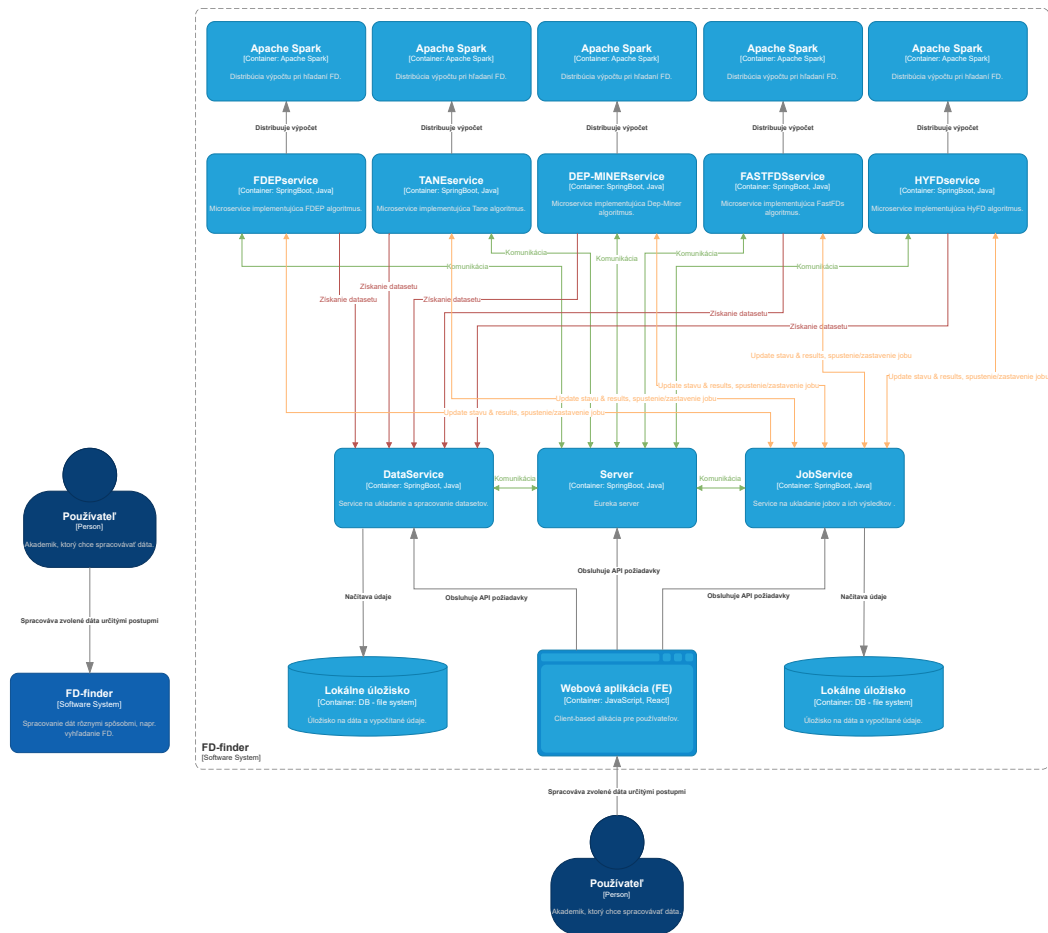 Apache Spark
[Container: Apache Spark]
Distribúcia výpočtu pri hľadaní FD.
Apache Spark
[Container: Apache Spark]
Distribúcia výpočtu pri hľadaní FD.
Apache Spark
[Container: Apache Spark]
Distribúcia výpočtu pri hľadaní FD.
Apache Spark
[Container: Apache Spark]
Distribúcia výpočtu pri hľadaní FD.
Apache Spark
[Container: Apache Spark]
Distribúcia výpočtu pri hľadaní FD.
Distribuuje výpočet
Distribuuje výpočet
Distribuuje výpočet
Distribuuje výpočet
Distribuuje výpočet
FDEPservice
[Container: SpringBoot, Java]
Microservice implementujúca FDEP algoritmus.
TANEservice
[Container: SpringBoot, Java]
Microservice implementujúca Tane algoritmus.
DEP-MINERservice
[Container: SpringBoot, Java]
Microservice implementujúca Dep-Miner
algoritmus.
FASTFDSservice
[Container: SpringBoot, Java]
Microservice implementujúca FastFDs
algoritmus.
HYFDservice
[Container: SpringBoot, Java]
Microservice implementujúca HyFD algoritmus.
Komunikácia
Komunikácia
Komunikácia
Komunikácia
Komunikácia
Získanie datasetu
Získanie datasetu
Získanie datasetu
Získanie datasetu
Získanie datasetu
Update stavu & results, spustenie/zastavenie jobu
Update stavu & results, spustenie/zastavenie jobu
Update stavu & results, spustenie/zastavenie jobu
Update stavu & results, spustenie/zastavenie jobu
Update stavu & results, spustenie/zastavenie jobu
DataService
[Container: SpringBoot, Java]
Service na ukladanie a spracovanie datasetov.
Komunikácia
Server
[Container: SpringBoot, Java]
Eureka server
Komunikácia
JobService
[Container: SpringBoot, Java]
Service na ukladanie jobov a ich výsledkov .
Používateľ
[Person]
Akademik, ktorý chce spracovávať dáta.
Spracováva zvolené dáta určitými postupmi
FD-finder
[Software System]
Spracovanie dát rôznymi spôsobmi, napr.
vyhľadanie FD.
Načítava údaje
Obsluhuje API požiadavky
Obsluhuje API požiadavky
Obsluhuje API požiadavky
Načítava údaje
Lokálne úložisko
[Container: DB - file system]
Úložisko na dáta a vypočítané údaje.
Webová aplikácia (FE)
[Container: JavaScript, React]
Client-based alikácia pre používateľov.
Lokálne úložisko
[Container: DB - file system]
Úložisko na dáta a vypočítané údaje.
FD-finder
[Software System]
Spracováva zvolené dáta určitými postupmi
Používateľ
[Person]
Akademik, ktorý chce spracovávať dáta.